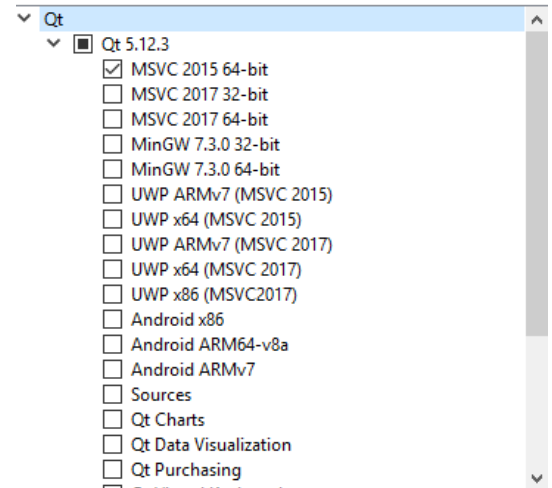 Qt
Qt 5.12.3
MSVC 2015 64-bit
MSVC 2017 32-bit
MSVC 2017 64-bit
MinGW 7.3.0 32-bit
MinGW 7.3.0 64-bit
UWP ARMv7 (MSVC 2015)
UWP x64 (MSVC 2015)
UWP ARMv7 (MSVC 2017)
UWP x64 (MSVC 2017)
UWP x86 (MSVC2017)
Android x86
Android ARM64-v8a
Android ARMv7
Sources
Qt Charts
Qt Data Visualization
Qt Purchasing